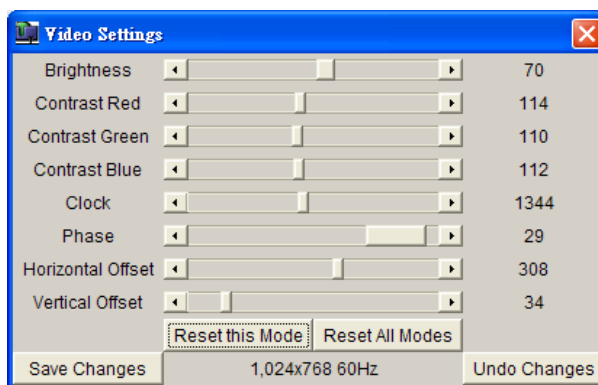 Video Settings
Brightness 70
Contrast Red 114
Contrast Green 110
Contrast Blue 112
Clock 1344
Phase 29
Horizontal Offset 308
Vertical Offset 34
Reset this Mode Reset All Modes
Save Changes 1,024x768 60Hz Undo Changes